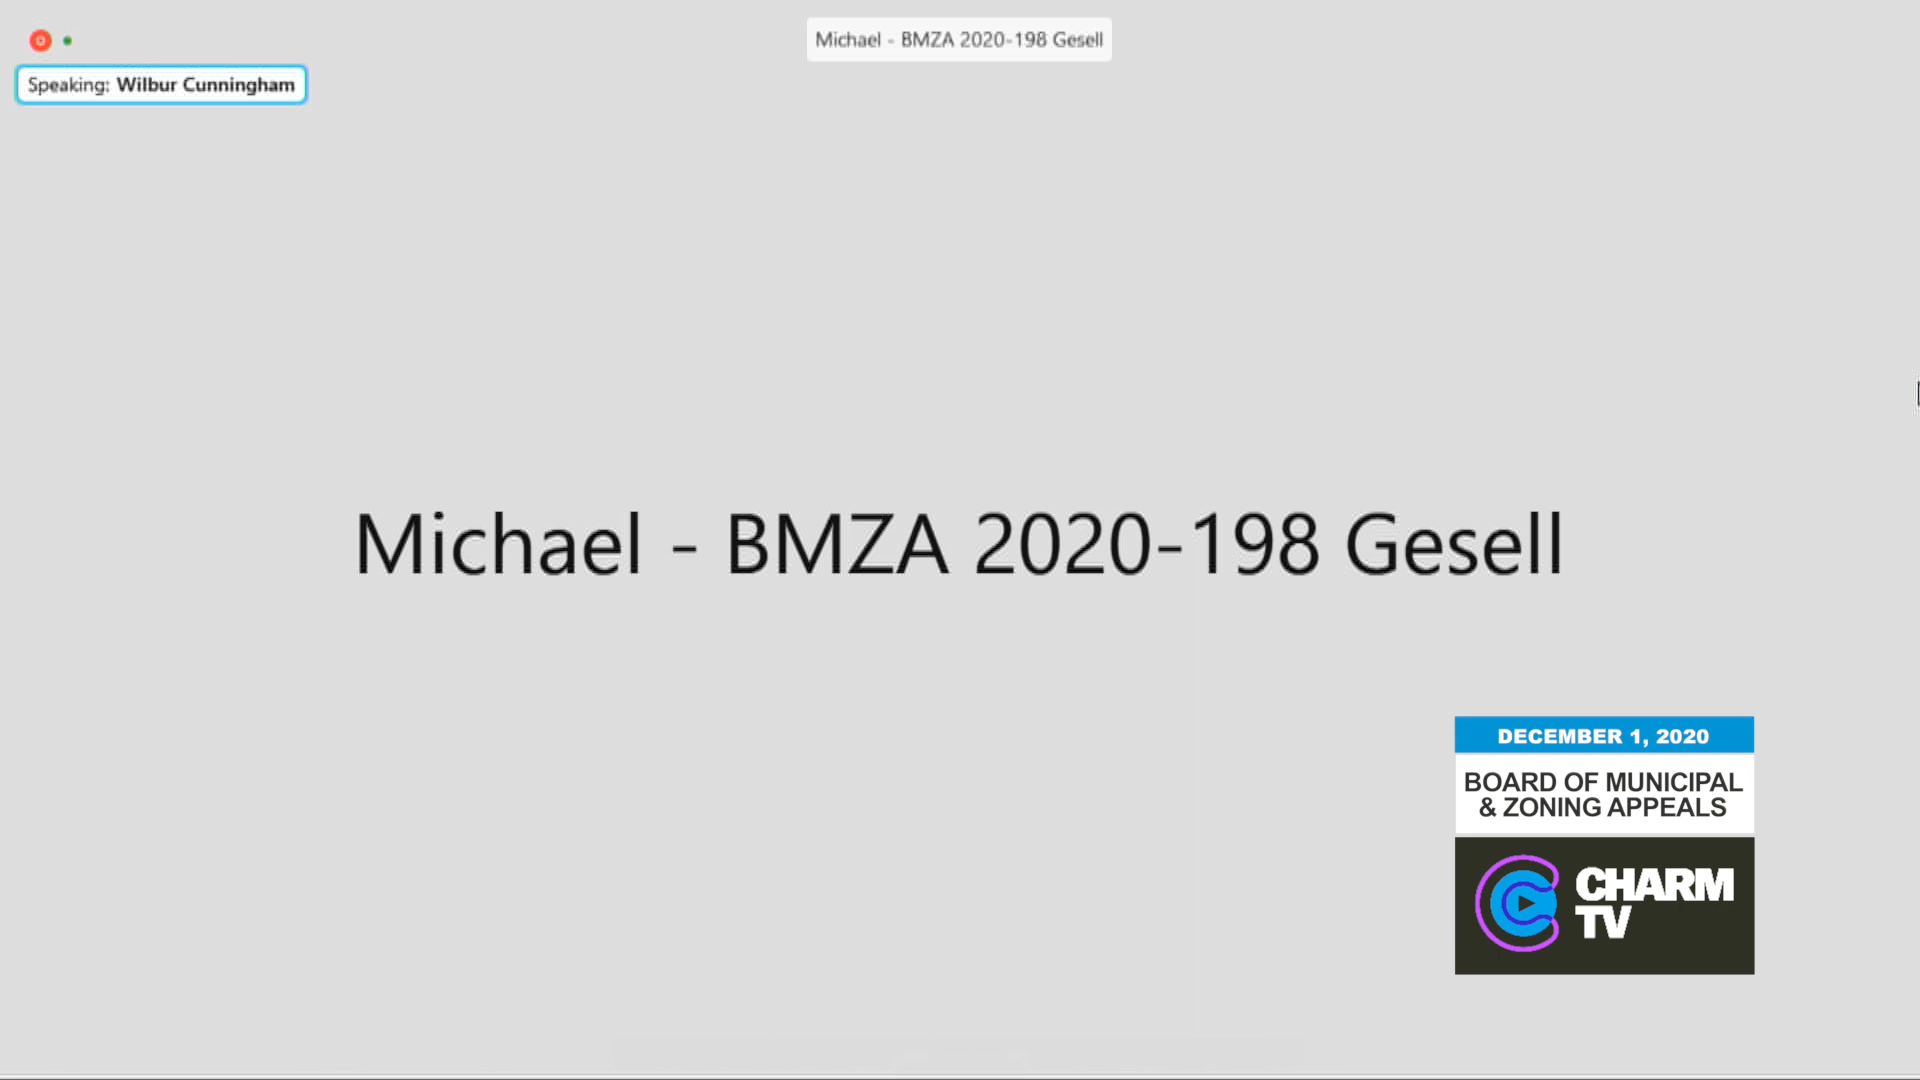 Michael - BMZA 2020-198 Gesell
Speaking: Wilbur Cunningham
Michael - BMZA 2020-198 Gesell
DECEMBER 1, 2020
BOARD OF MUNICIPAL
& ZONING APPEALS
CHARM
TV